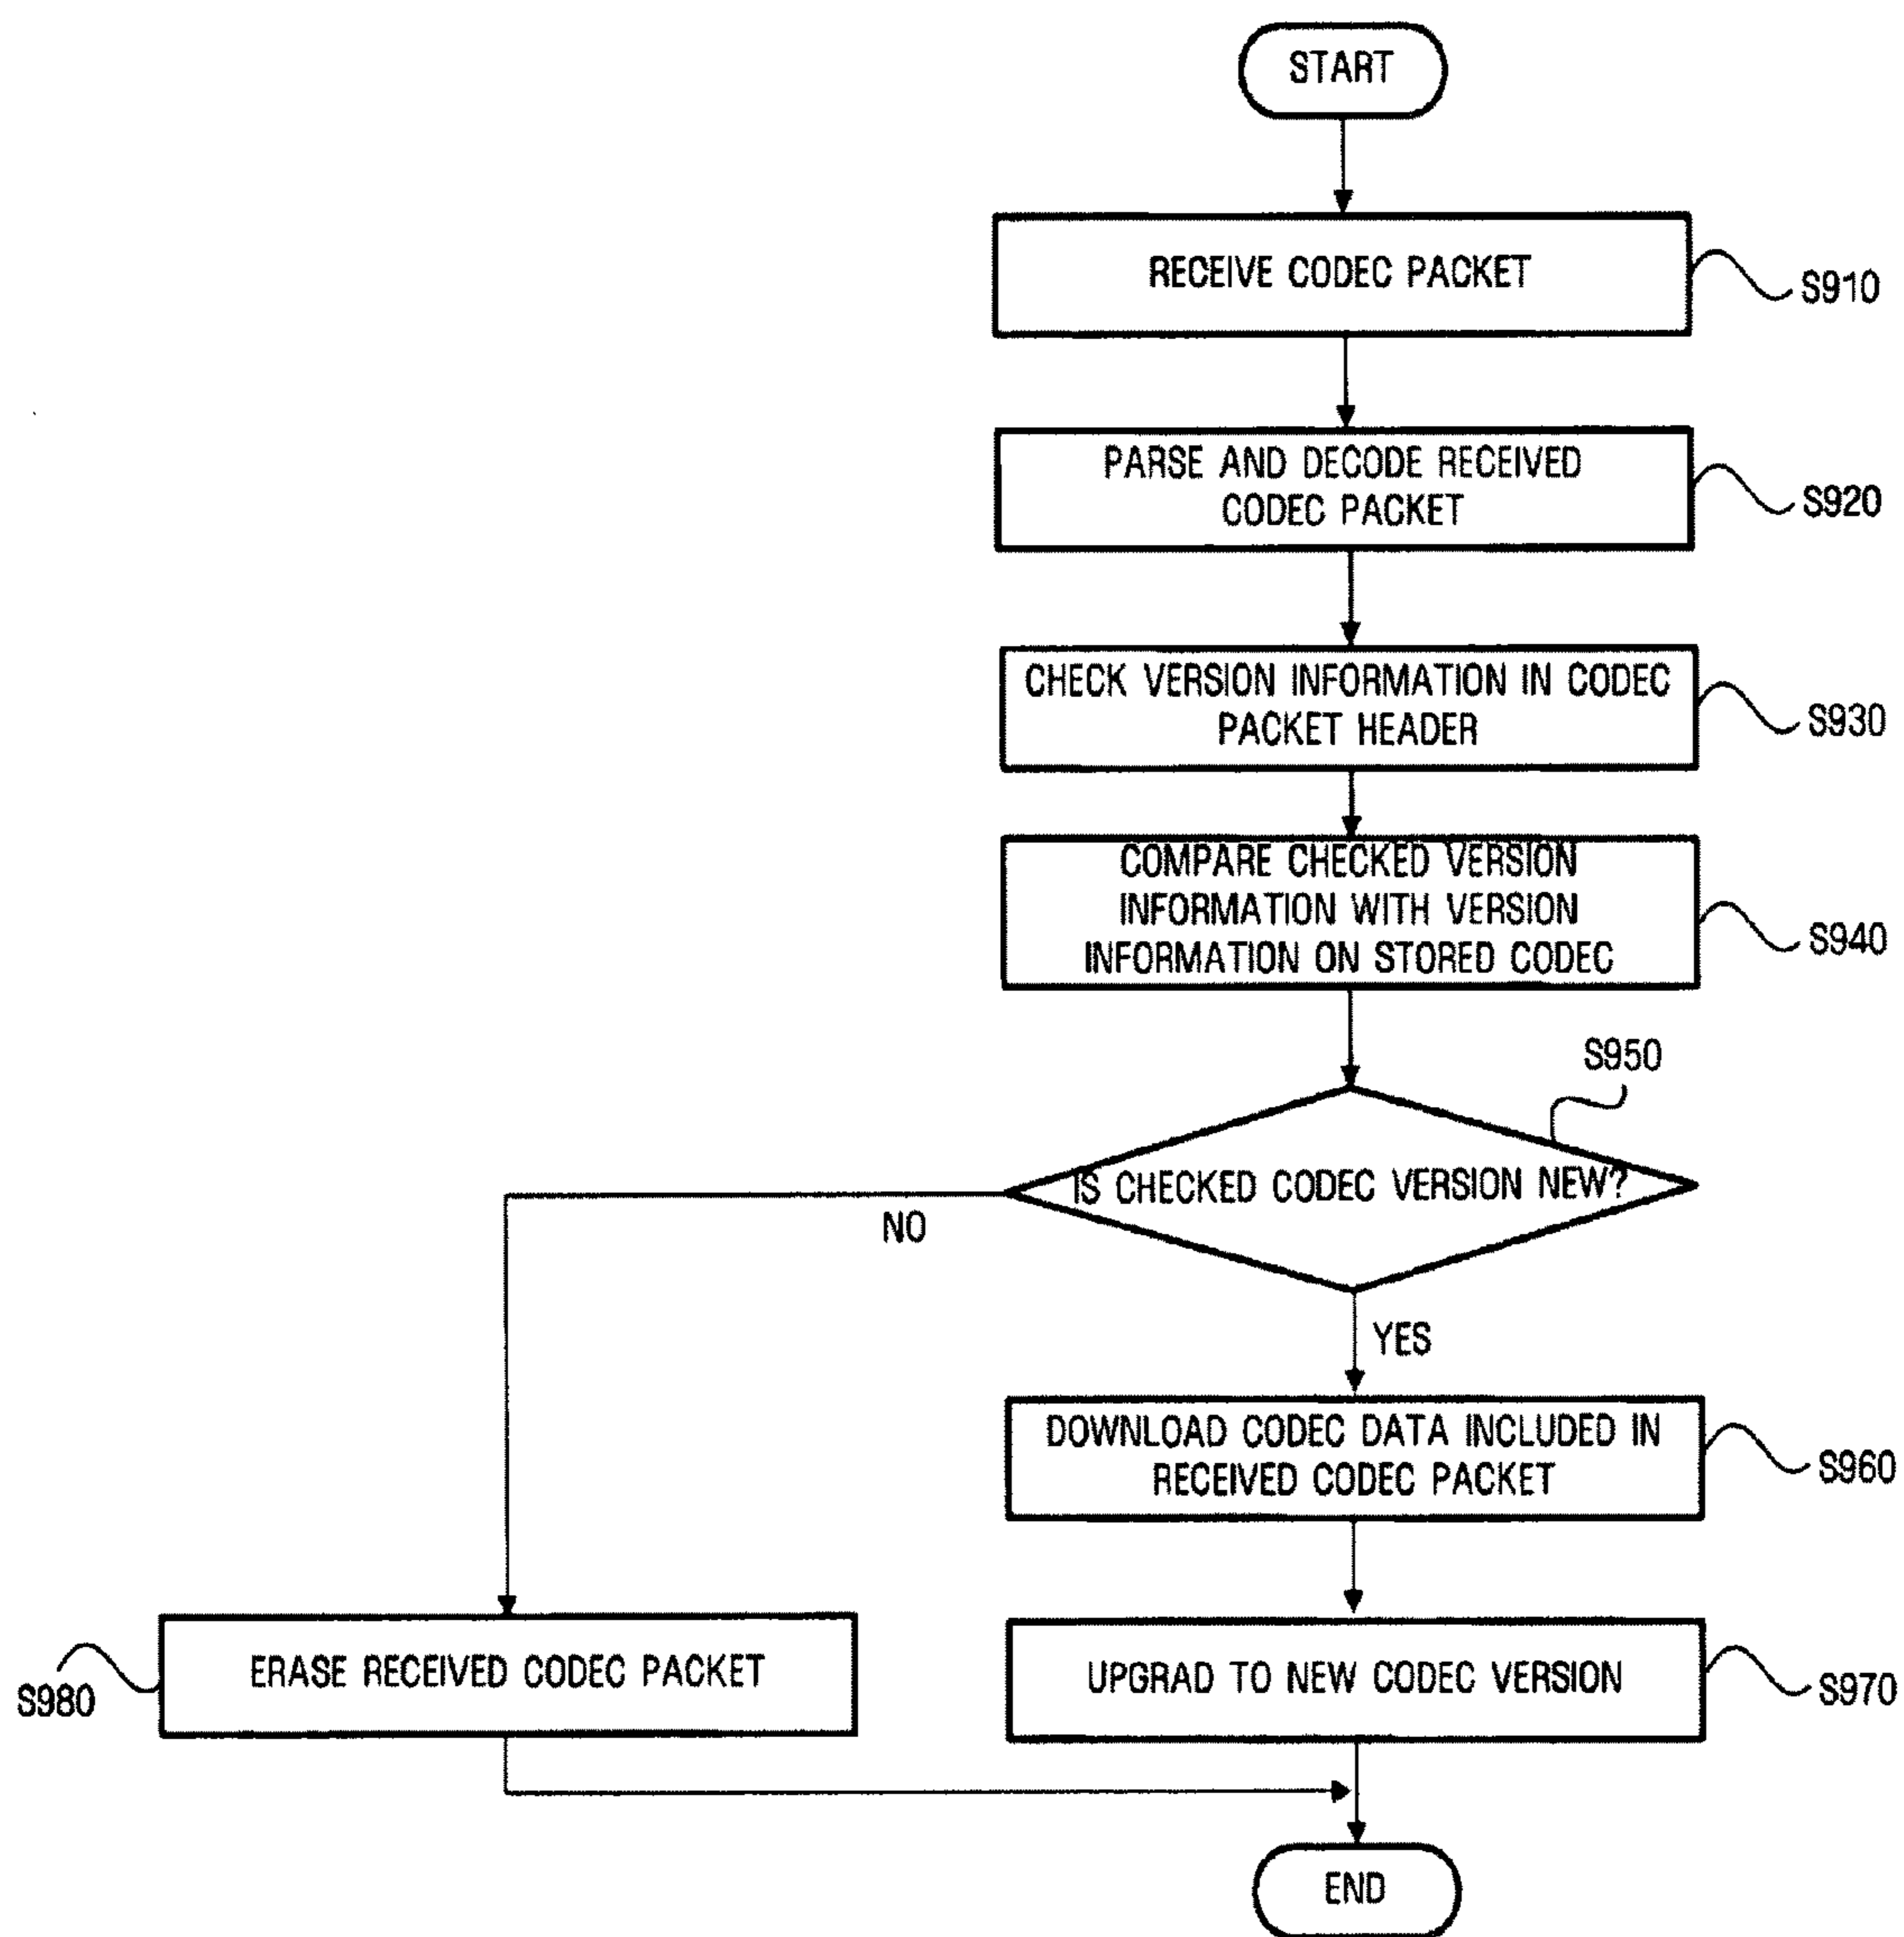 START
RECEIVE CODEC PACKET
S910
PARSE AND DECODE RECEIVED
CODEC PACKET
S920
CHECK VERSION INFORMATION IN CODEC
PACKET HEADER
S930
COMPARE CHECKED VERSION
INFORMATION WITH VERSION
INFORMATION ON STORED CODEC
S940
S950
IS CHECKED CODEC VERSION NEW?
NO
YES
DOWNLOAD CODEC DATA INCLUDED IN
RECEIVED CODEC PACKET
S960
ERASE RECEIVED CODEC PACKET
S980
UPGRAD TO NEW CODEC VERSION
S970
END